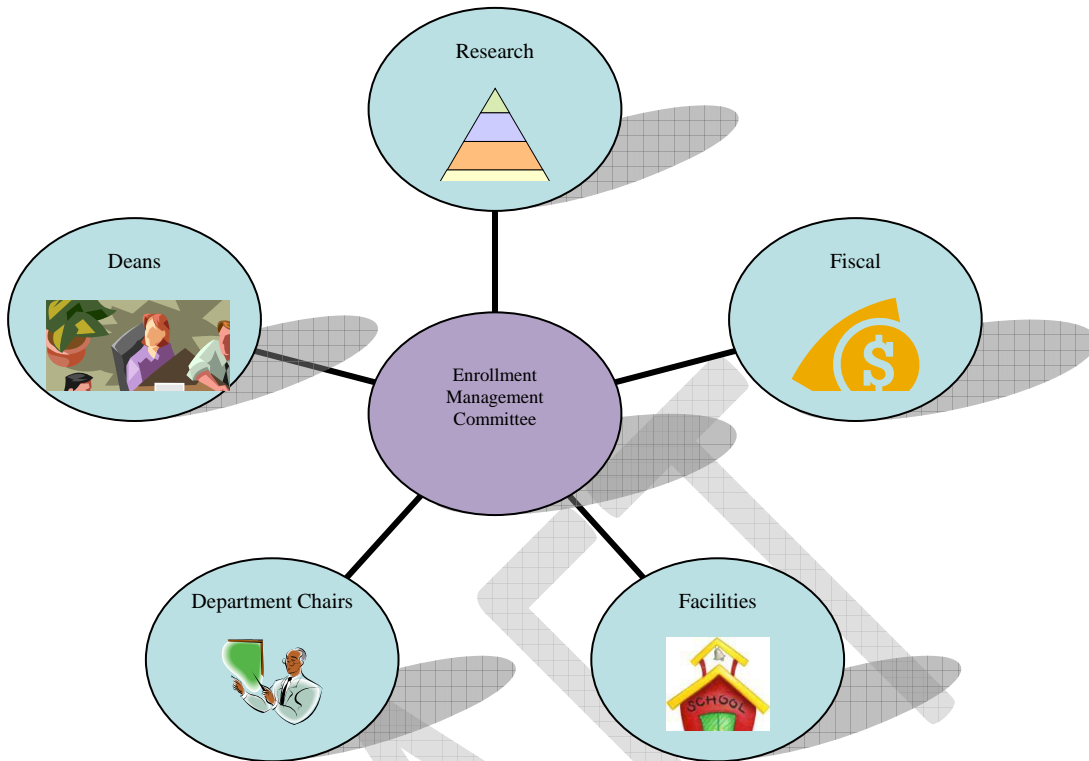 Research
Deans
Fiscal
$
Enrollment
Management
Committee
Department Chairs
Facilities
SCHOOL